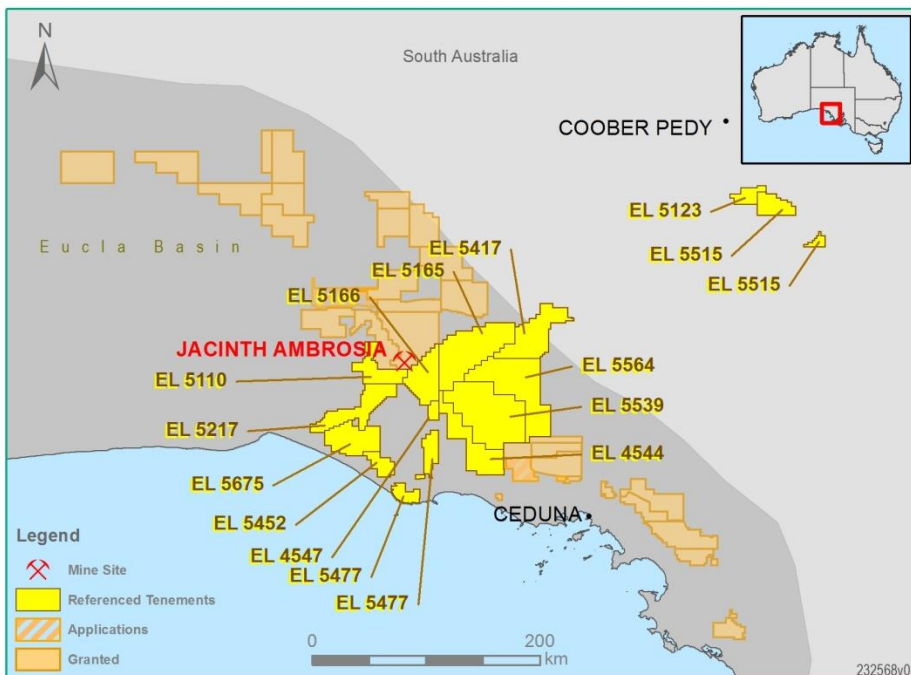 N
South Australia
COOBER PEDY
EL 5123
EL 5515
EL 5515
Eucla Basin
EL 5417
EL 5165
EL 5166
JACINTH AMBROSIA
EL 5110
EL 5564
EL 5539
EL 5217
EL 4544
EL 5675
EL 5452
CEDUNA
EL 4547
EL 5477
EL 5477
Legend
Mine Site
Referenced Tenements
Applications
Granted
0 200
km
232568v0